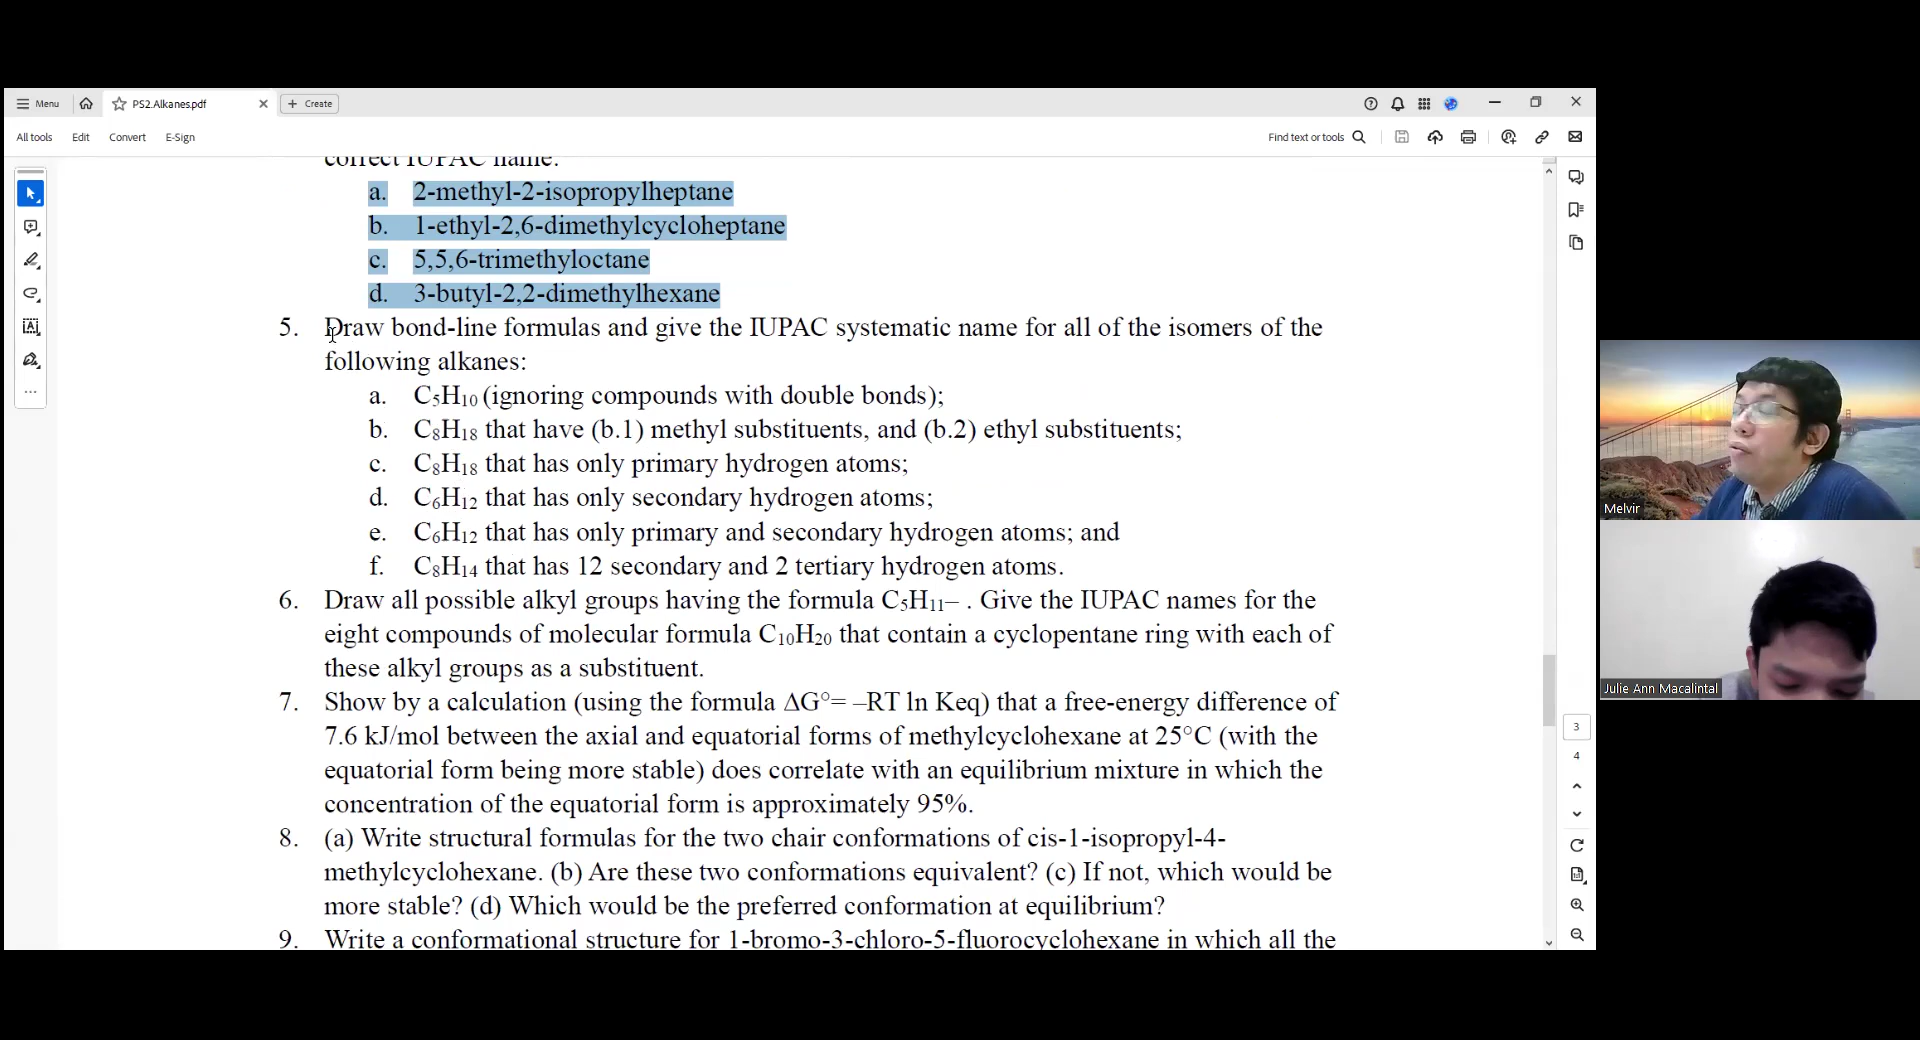 Menu
PS2.Alkanes.pdf
Create
All tools
Edit
Convert
E-Sign
Find text or tools
correct IUPAC name.
a. 2-methyl-2-isopropylheptane
b. 1-ethyl-2,6-dimethylcycloheptane
c. 5,5,6-trimethyloctane
d. 3-butyl-2,2-dimethylhexane
5. Draw bond-line formulas and give the IUPAC systematic name for all of the isomers of the
following alkanes:
a. C₅H₁₀ (ignoring compounds with double bonds);
b. C₈H₁₈ that have (b.1) methyl substituents, and (b.2) ethyl substituents;
c. C₈H₁₈ that has only primary hydrogen atoms;
d. C₆H₁₂ that has only secondary hydrogen atoms;
e. C₆H₁₂ that has only primary and secondary hydrogen atoms; and
f. C₈H₁₄ that has 12 secondary and 2 tertiary hydrogen atoms.
6. Draw all possible alkyl groups having the formula C₅H₁₁– . Give the IUPAC names for the
eight compounds of molecular formula C₁₀H₂₀ that contain a cyclopentane ring with each of
these alkyl groups as a substituent.
7. Show by a calculation (using the formula ΔG°= –RT ln Keq) that a free-energy difference of
7.6 kJ/mol between the axial and equatorial forms of methylcyclohexane at 25°C (with the
equatorial form being more stable) does correlate with an equilibrium mixture in which the
concentration of the equatorial form is approximately 95%.
8. (a) Write structural formulas for the two chair conformations of cis-1-isopropyl-4-
methylcyclohexane. (b) Are these two conformations equivalent? (c) If not, which would be
more stable? (d) Which would be the preferred conformation at equilibrium?
9. Write a conformational structure for 1-bromo-3-chloro-5-fluorocyclohexane in which all the
3
4
Melvir
Julie Ann Macalintal